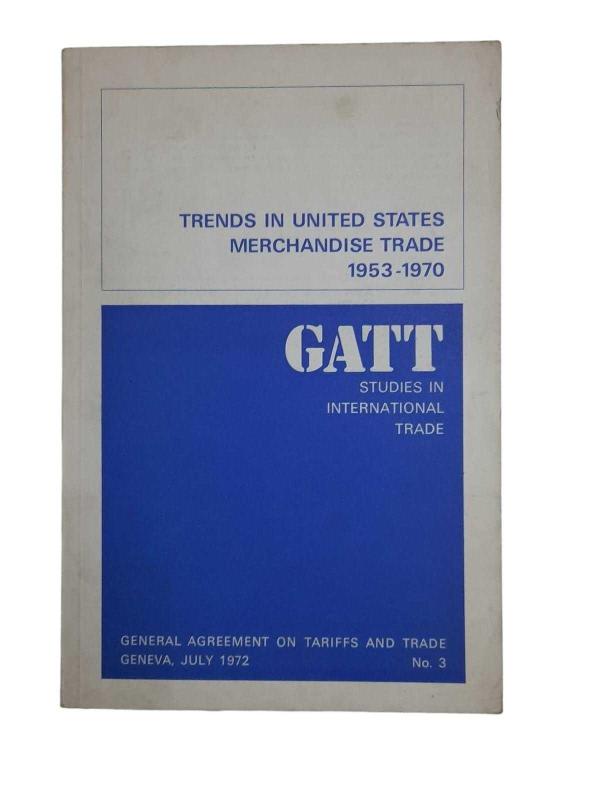 TRENDS IN UNITED STATES
MERCHANDISE TRADE
1953-1970
GATT
STUDIES IN
INTERNATIONAL
TRADE
GENERAL AGREEMENT ON TARIFFS AND TRADE
GENEVA, JULY 1972 No. 3